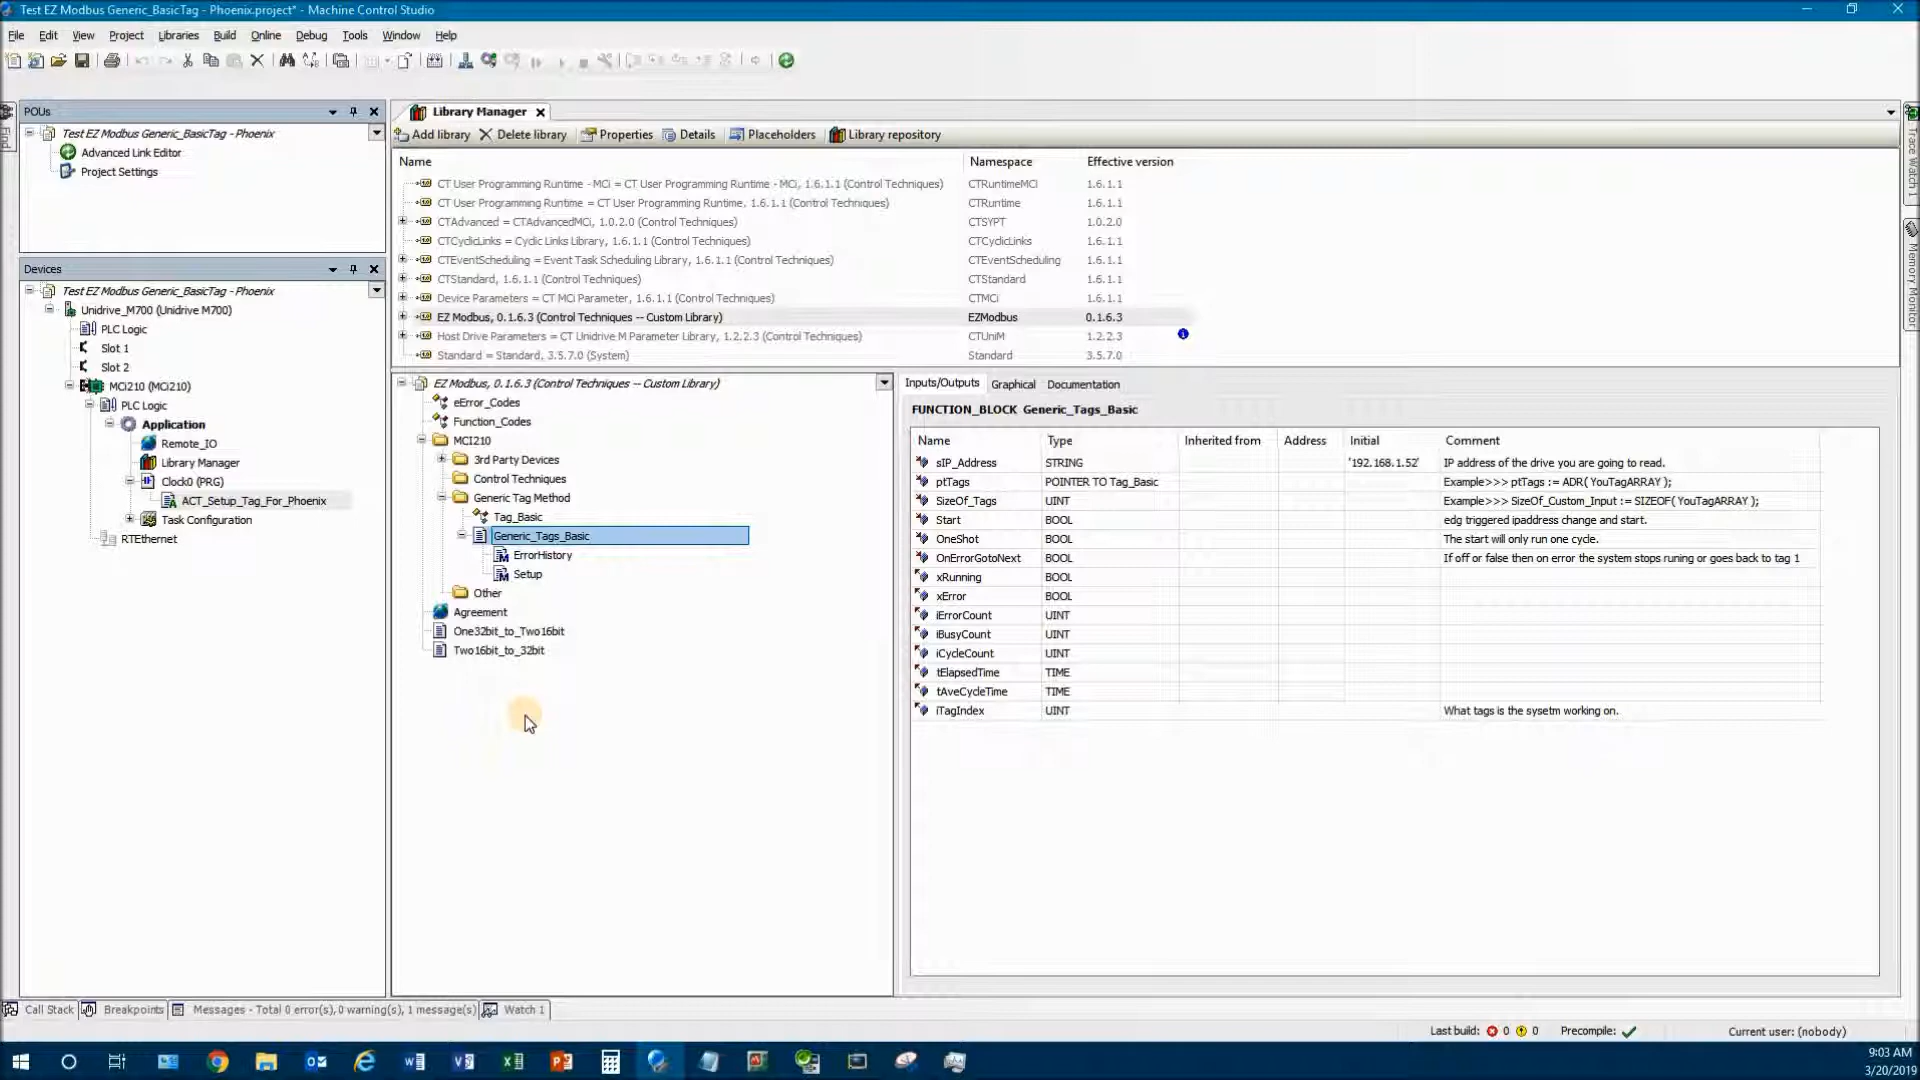 Test EZ Modbus Generic_BasicTag - Phoenix.project* - Machine Control Studio
File Edit View Project Libraries Build Online Debug Tools Window Help
POUs
Test EZ Modbus Generic_BasicTag - Phoenix
Advanced Link Editor
Project Settings
Devices
Test EZ Modbus Generic_BasicTag - Phoenix
Unidrive_M700 (Unidrive M700)
PLC Logic
Slot 1
Slot 2
MCi210 (MCi210)
PLC Logic
Application
Remote_IO
Library Manager
Clock0 (PRG)
ACT_Setup_Tag_For_Phoenix
Task Configuration
RTEthernet
Library Manager
Add library Delete library Properties Details Placeholders Library repository
Name Namespace Effective version
CT User Programming Runtime - MCi = CT User Programming Runtime - MCi, 1.6.1.1 (Control Techniques) CTRuntimeMCi 1.6.1.1
CT User Programming Runtime = CT User Programming Runtime, 1.6.1.1 (Control Techniques) CTRuntime 1.6.1.1
CTAdvanced = CTAdvancedMCi, 1.0.2.0 (Control Techniques) CTSYPT 1.0.2.0
CTCyclicLinks = Cyclic Links Library, 1.6.1.1 (Control Techniques) CTCyclicLinks 1.6.1.1
CTEventScheduling = Event Task Scheduling Library, 1.6.1.1 (Control Techniques) CTEventScheduling 1.6.1.1
CTStandard, 1.6.1.1 (Control Techniques) CTStandard 1.6.1.1
Device Parameters = CT MCi Parameter, 1.6.1.1 (Control Techniques) CTMCi 1.6.1.1
EZ Modbus, 0.1.6.3 (Control Techniques -- Custom Library) EZModbus 0.1.6.3
Host Drive Parameters = CT Unidrive M Parameter Library, 1.2.2.3 (Control Techniques) CTUniM 1.2.2.3
Standard = Standard, 3.5.7.0 (System) Standard 3.5.7.0
EZ Modbus, 0.1.6.3 (Control Techniques -- Custom Library)
eError_Codes
Function_Codes
MCI210
3rd Party Devices
Control Techniques
Generic Tag Method
Tag_Basic
Generic_Tags_Basic
ErrorHistory
Setup
Other
Agreement
One32bit_to_Two16bit
Two16bit_to_32bit
Inputs/Outputs Graphical Documentation
FUNCTION_BLOCK Generic_Tags_Basic
Name Type Inherited from Address Initial Comment
sIP_Address STRING '192.168.1.52' IP address of the drive you are going to read.
ptTags POINTER TO Tag_Basic Example>>> ptTags := ADR( YouTagARRAY );
SizeOf_Tags UINT Example>>> SizeOf_Custom_Input := SIZEOF( YouTagARRAY );
Start BOOL edg triggered ipaddress change and start.
OneShot BOOL The start will only run one cycle.
OnErrorGotoNext BOOL If off or false then on error the system stops runing or goes back to tag 1
xRunning BOOL
xError BOOL
iErrorCount UINT
iBusyCount UINT
iCycleCount UINT
tElapsedTime TIME
tAveCycleTime TIME
iTagIndex UINT What tags is the sysetm working on.
Find
Trace Watch 1
Memory Monitor
Call Stack Breakpoints Messages - Total 0 error(s), 0 warning(s), 1 message(s) Watch 1
Last build: 0 0 Precompile: Current user: (nobody)
9:03 AM
3/20/2019